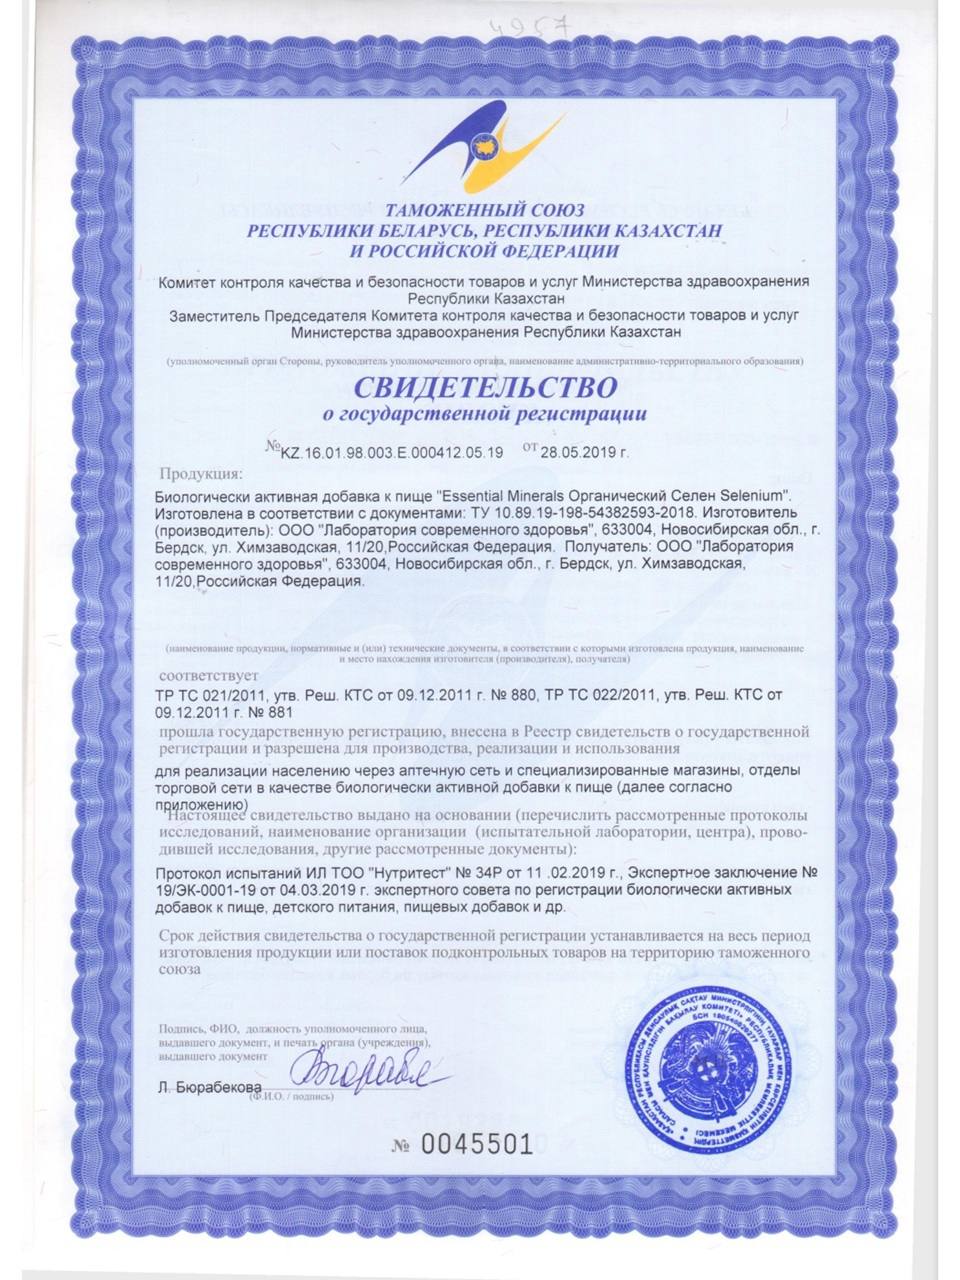 4957
ТАМОЖЕННЫЙ СОЮЗ
РЕСПУБЛИКИ БЕЛАРУСЬ, РЕСПУБЛИКИ КАЗАХСТАН
И РОССИЙСКОЙ ФЕДЕРАЦИИ
Комитет контроля качества и безопасности товаров и услуг Министерства здравоохранения
Республики Казахстан
Заместитель Председателя Комитета контроля качества и безопасности товаров и услуг
Министерства здравоохранения Республики Казахстан
(уполномоченный орган Стороны, руководитель уполномоченного органа, наименование административно-территориального образования)
СВИДЕТЕЛЬСТВО
о государственной регистрации
№KZ.16.01.98.003.E.000412.05.19 от 28.05.2019 г.
Продукция:
Биологически активная добавка к пище "Essential Minerals Органический Селен Selenium".
Изготовлена в соответствии с документами: ТУ 10.89.19-198-54382593-2018. Изготовитель
(производитель): ООО "Лаборатория современного здоровья", 633004, Новосибирская обл., г.
Бердск, ул. Химзаводская, 11/20,Российская Федерация. Получатель: ООО "Лаборатория
современного здоровья", 633004, Новосибирская обл., г. Бердск, ул. Химзаводская,
11/20,Российская Федерация.
(наименование продукции, нормативные и (или) технические документы, в соответствии с которыми изготовлена продукция, наименование
и место нахождения изготовителя (производителя), получателя)
соответствует
ТР ТС 021/2011, утв. Реш. КТС от 09.12.2011 г. № 880, ТР ТС 022/2011, утв. Реш. КТС от
09.12.2011 г. № 881
прошла государственную регистрацию, внесена в Реестр свидетельств о государственной
регистрации и разрешена для производства, реализации и использования
для реализации населению через аптечную сеть и специализированные магазины, отделы
торговой сети в качестве биологически активной добавки к пище (далее согласно
приложению)
Настоящее свидетельство выдано на основании (перечислить рассмотренные протоколы
исследований, наименование организации (испытательной лаборатории, центра), прово-
дившей исследования, другие рассмотренные документы):
Протокол испытаний ИЛ ТОО "Нутритест" № 34Р от 11 .02.2019 г., Экспертное заключение №
19/ЭК-0001-19 от 04.03.2019 г. экспертного совета по регистрации биологически активных
добавок к пище, детского питания, пищевых добавок и др.
Срок действия свидетельства о государственной регистрации устанавливается на весь период
изготовления продукции или поставок подконтрольных товаров на территорию таможенного
союза
Подпись, ФИО, должность уполномоченного лица,
выдавшего документ, и печать органа (учреждения),
выдавшего документ
Л. Бюрабекова
(Ф.И.О. / подпись)
№ 0045501